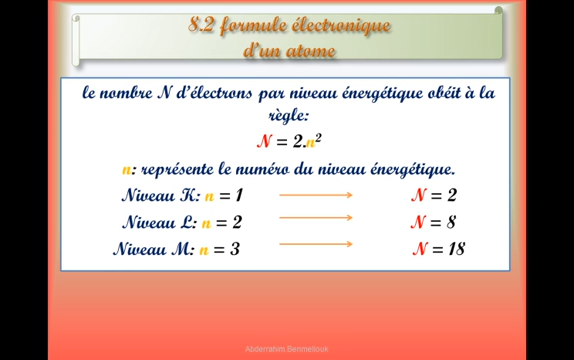 8.2 formule électronique
d'un atome
le nombre N d'électrons par niveau énergétique obéit à la
règle:
N = 2.n²
n: représente le numéro du niveau énergétique.
Niveau K: n = 1 N = 2
Niveau L: n = 2 N = 8
Niveau M: n = 3 N = 18
Abderrahim Benmellouk